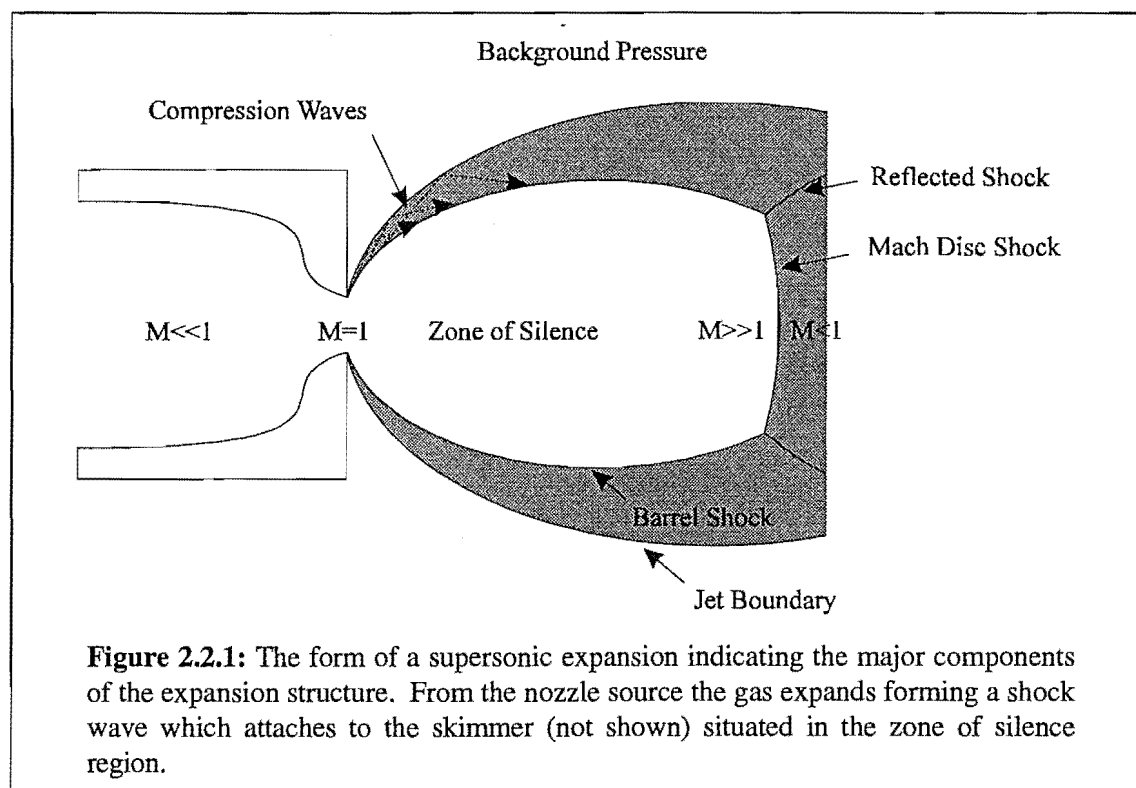 Background Pressure
Compression Waves
Reflected Shock
Mach Disc Shock
M<<1
M=1
Zone of Silence
M>>1
M<1
Barrel Shock
Jet Boundary
Figure 2.2.1: The form of a supersonic expansion indicating the major components
of the expansion structure. From the nozzle source the gas expands forming a shock
wave which attaches to the skimmer (not shown) situated in the zone of silence
region.